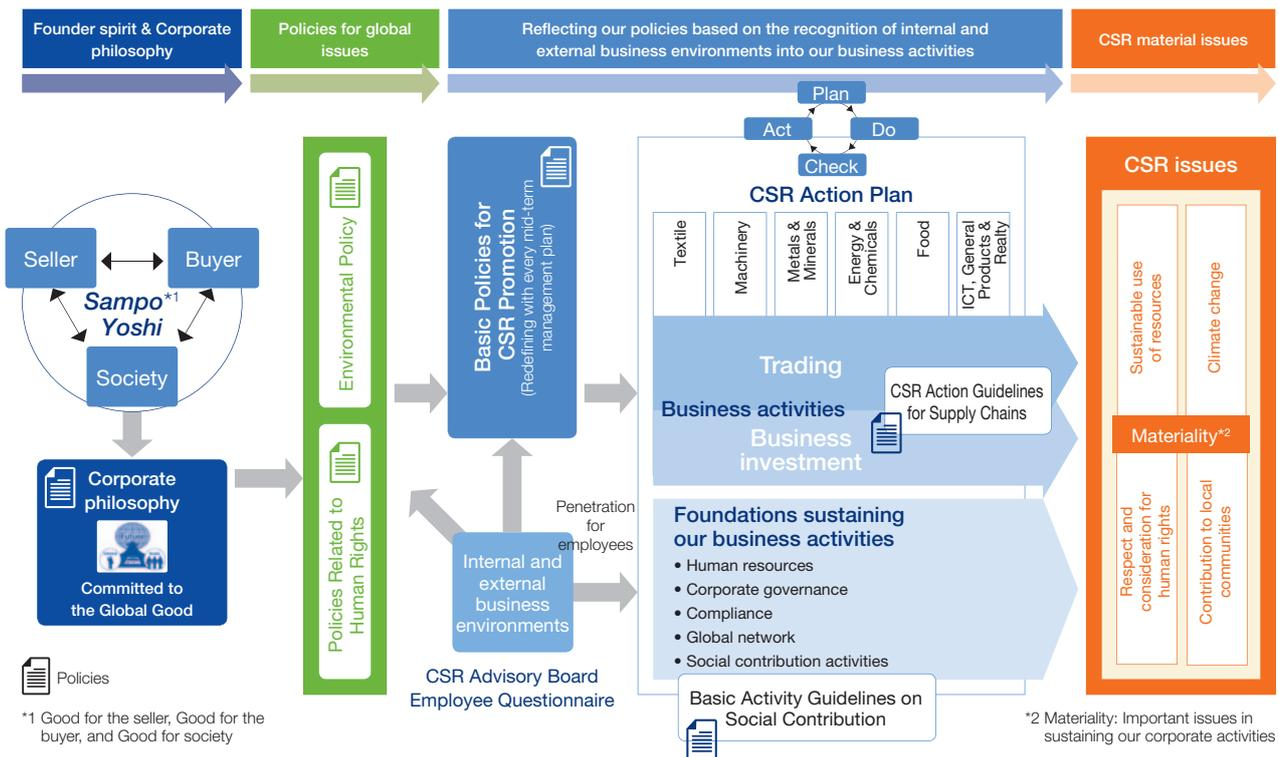 Founder spirit & Corporate
philosophy
Policies for global
issues
Reflecting our policies based on the recognition of internal and
external business environments into our business activities
CSR material issues
Plan
Act
Do
Check
CSR Action Plan
Textile
Machinery
Metals &
Minerals
Energy &
Chemicals
Food
ICT, General
Products &
Realty
Seller
Buyer
Sampo*1
Yoshi
Society
Corporate
philosophy
Future
Committed to
the Global Good
Environmental Policy
Policies Related to
Human Rights
Basic Policies for
CSR Promotion
(Redefining with every mid-term
management plan)
Penetration
for
employees
Internal and
external
business
environments
CSR Advisory Board
Employee Questionnaire
Trading
Business activities
Business
investment
CSR Action Guidelines
for Supply Chains
Foundations sustaining
our business activities
• Human resources
• Corporate governance
• Compliance
• Global network
• Social contribution activities
Basic Activity Guidelines on
Social Contribution
CSR issues
Sustainable use
of resources
Climate change
Materiality*2
Respect and
consideration for
human rights
Contribution to local
communities
Policies
*1 Good for the seller, Good for the
buyer, and Good for society
*2 Materiality: Important issues in
sustaining our corporate activities